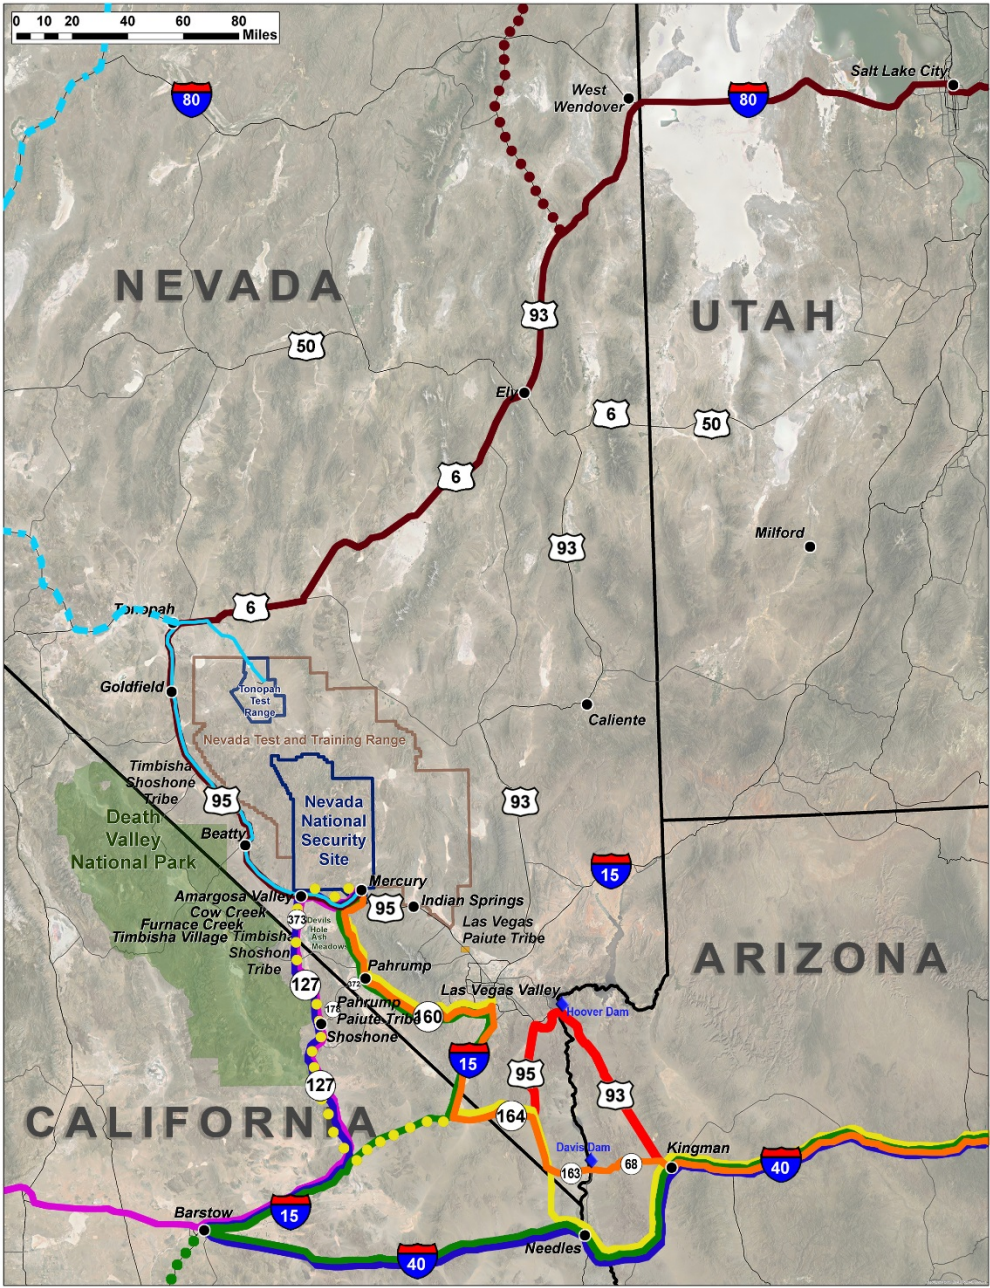 0 10 20 40 60 80
Miles
80
80
Salt Lake City
West
Wendover
NEVADA
UTAH
93
50
Ely
6
50
6
93
Milford
6
Tonopah
Goldfield
Tonopah
Test
Range
Caliente
Nevada Test and Training Range
Timbisha
Shoshone
Tribe
95
93
Nevada
National
Security
Site
Death
Valley
National Park
Beatty
15
Mercury
Amargosa Valley
95
Indian Springs
Cow Creek
Furnace Creek
Timbisha Village
373
Devils
Hole
Ash
Meadows
Las Vegas
Paiute Tribe
Timbisha
Shoshon
Tribe
ARIZONA
Pahrump
372
127
Las Vegas Valley
178
Pahrump
Paiute Tribe
160
Hoover Dam
Shoshone
15
95
127
93
CALIFORNIA
164
Davis Dam
Kingman
163
68
40
Barstow
15
Needles
40